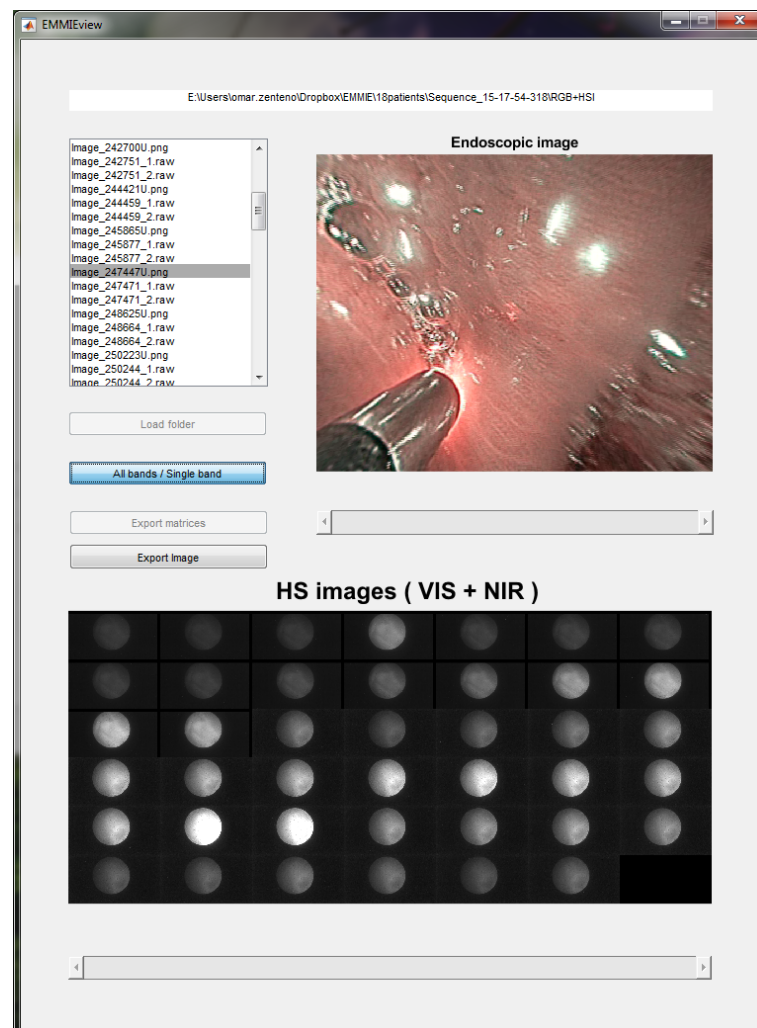 EMMIEview
E:\Users\omar.zenteno\Dropbox\EMMIE\18patients\Sequence_15-17-54-318\RGB+HSI
Image_242700U.png
Image_242751_1.raw
Image_242751_2.raw
Image_244421U.png
Image_244459_1.raw
Image_244459_2.raw
Image_245865U.png
Image_245877_1.raw
Image_245877_2.raw
Image_247447U.png
Image_247471_1.raw
Image_247471_2.raw
Image_248625U.png
Image_248664_1.raw
Image_248664_2.raw
Image_250223U.png
Image_250244_1.raw
Image_250244_2.raw
Endoscopic image
Load folder
All bands / Single band
Export matrices
Export Image
HS images ( VIS + NIR )